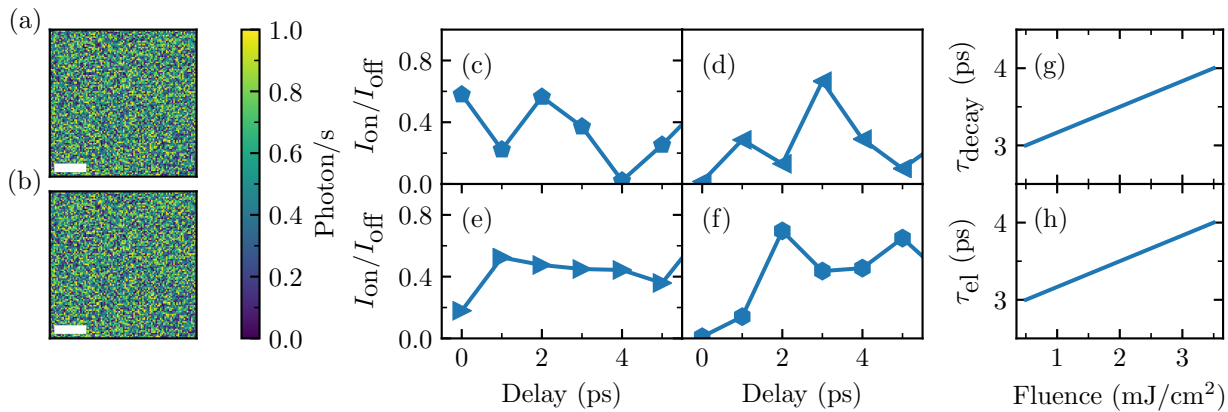 (a)
(b)
1.0
0.8
0.6
0.4
0.2
0.0
Photon/s
(c)
0.8
0.4
0.0
I_on/I_off
(d)
(e)
0.8
0.4
0.0
I_on/I_off
0 2 4
Delay (ps)
(f)
0 2 4
Delay (ps)
(g)
4
3
τ_decay (ps)
(h)
4
3
τ_el (ps)
1 2 3
Fluence (mJ/cm²)